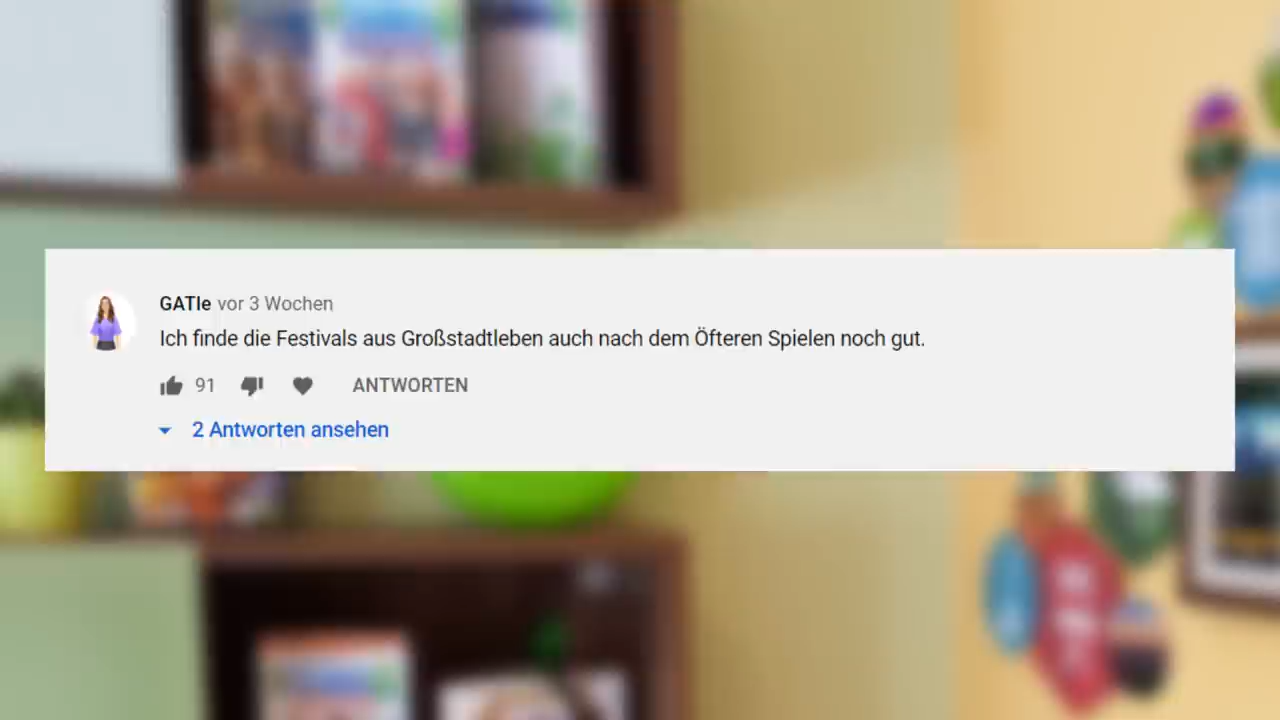 GATIe vor 3 Wochen
Ich finde die Festivals aus Großstadtleben auch nach dem Öfteren Spielen noch gut.
91 ANTWORTEN
2 Antworten ansehen